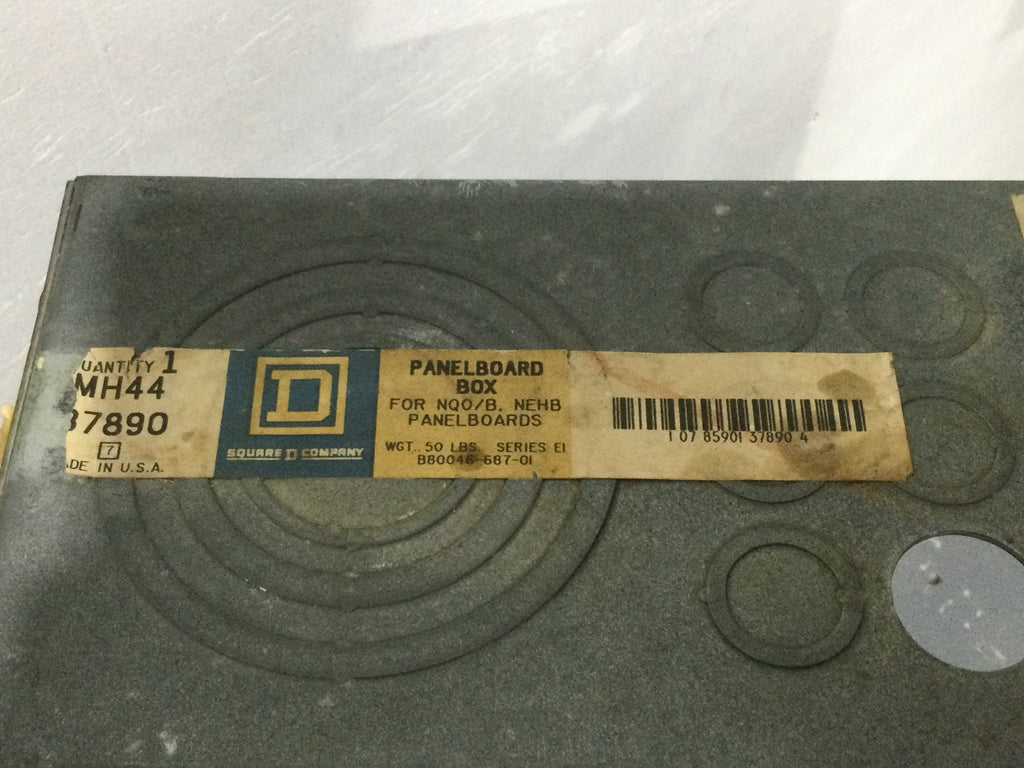 UANTITY 1
MH44
37890
7
ADE IN U.S.A.
D
SQUARE D COMPANY
PANELBOARD
BOX
FOR NQO/B, NEHB
PANELBOARDS
WGT. 50 LBS. SERIES E1
B80046-687-01
1 07 85901 37890 4